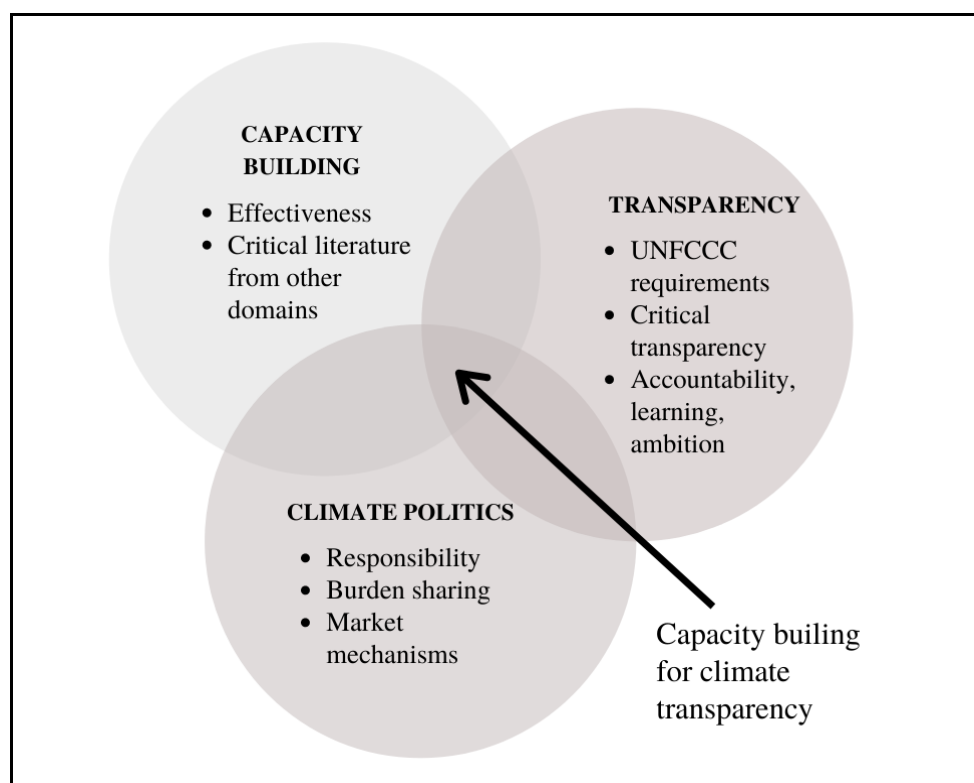 CAPACITY
BUILDING
• Effectiveness
• Critical literature
from other
domains
TRANSPARENCY
• UNFCCC
requirements
• Critical
transparency
• Accountability,
learning,
ambition
CLIMATE POLITICS
• Responsibility
• Burden sharing
• Market
mechanisms
Capacity builing
for climate
transparency